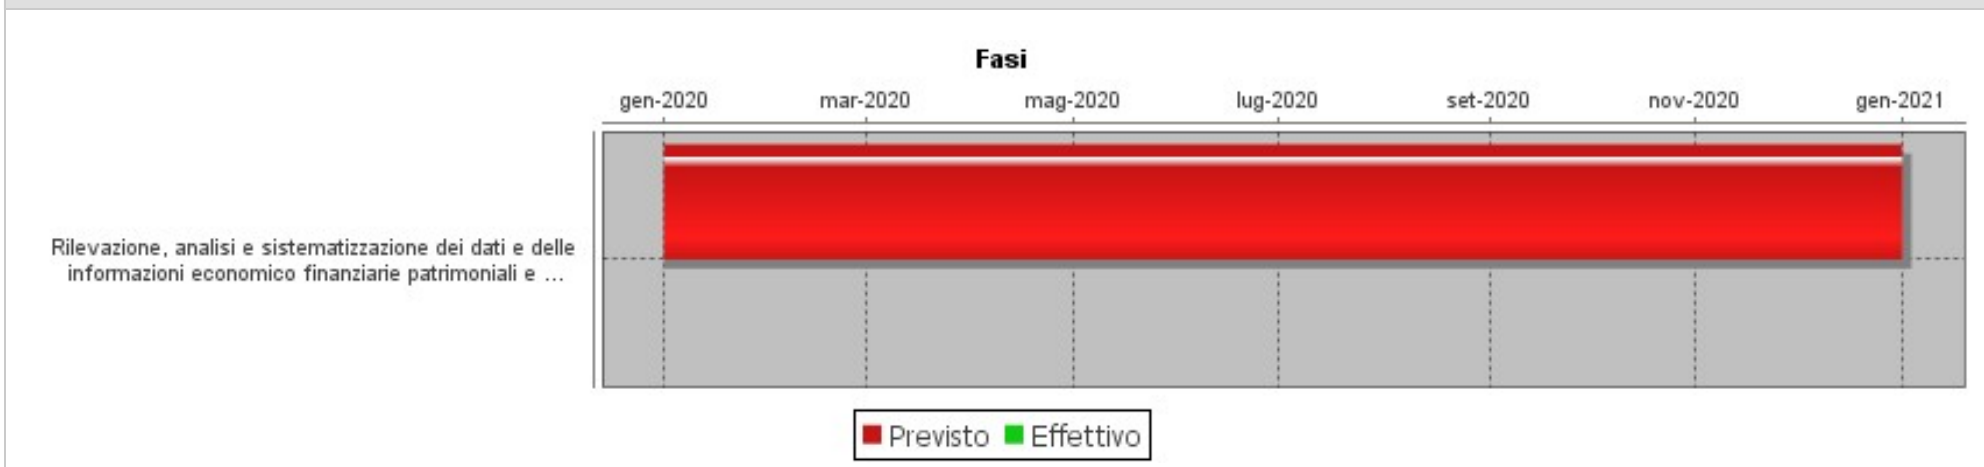 Fasi
gen-2020 mar-2020 mag-2020 lug-2020 set-2020 nov-2020 gen-2021
Rilevazione, analisi e sistematizzazione dei dati e delle
informazioni economico finanziarie patrimoniali e ...
Previsto Effettivo